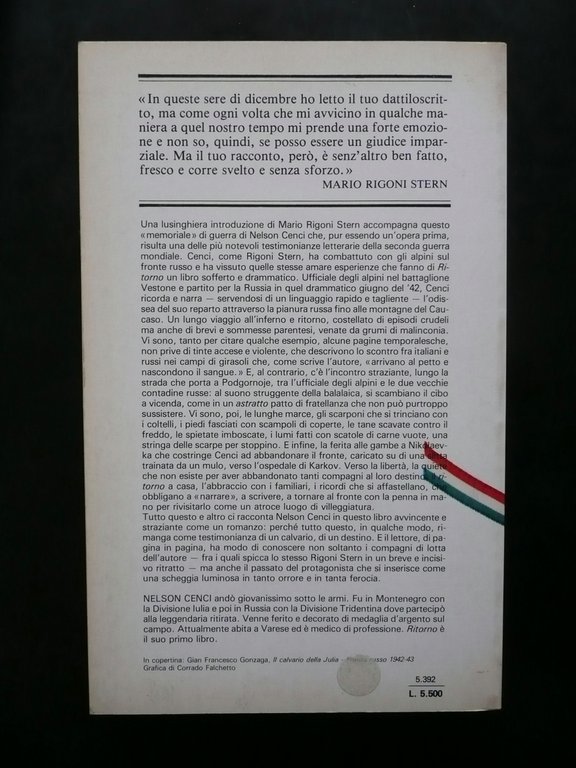 « In queste sere di dicembre ho letto il tuo dattiloscrit-
to, ma come ogni volta che mi avvicino in qualche ma-
niera a quel nostro tempo mi prende una forte emozio-
ne e non so, quindi, se posso essere un giudice impar-
ziale. Ma il tuo racconto, però, è senz'altro ben fatto,
fresco e corre svelto e senza sforzo. »
MARIO RIGONI STERN
Una lusinghiera introduzione di Mario Rigoni Stern accompagna questo
« memoriale » di guerra di Nelson Cenci che, pur essendo un'opera prima,
risulta una delle più notevoli testimonianze letterarie della seconda guerra
mondiale. Cenci, come Rigoni Stern, ha combattuto con gli alpini sul
fronte russo e ha vissuto quelle stesse amare esperienze che fanno di Ri-
torno un libro sofferto e drammatico. Ufficiale degli alpini nel battaglione
Vestone e partito per la Russia in quel drammatico giugno del '42, Cenci
ricorda e narra — servendosi di un linguaggio rapido e tagliente — l'odis-
sea del suo reparto attraverso la pianura russa fino alle montagne del Cau-
caso. Un lungo viaggio all'inferno e ritorno, costellato di episodi crudeli
ma anche di brevi e sommesse parentesi, venate da grumi di malinconia.
Vi sono, tanto per citare qualche esempio, alcune pagine temporalesche,
non prive di tinte accese e violente, che descrivono lo scontro fra italiani e
russi nei campi di girasoli che, come scrive l'autore, « arrivano al petto e
nascondono il sangue. » E, al contrario, c'è l'incontro straziante, lungo la
strada che porta a Podgornoje, tra l'ufficiale degli alpini e le due vecchie
contadine russe: al suono struggente della balalaica, si scambiano il cibo
a vicenda, come in un astratto patto di fratellanza che non può purtroppo
sussistere. Vi sono, poi, le lunghe marce, gli scarponi che si trinciano con
i coltelli, i piedi fasciati con scampoli di coperte, le tane scavate contro il
freddo, le spietate imboscate, i lumi fatti con scatole di carne vuote, una
stringa delle scarpe per stoppino. E infine, la ferita alle gambe a Nikolaev-
ka che costringe Cenci ad abbandonare il fronte, caricato su di una slitta
trainata da un mulo, verso l'ospedale di Karkov. Verso la libertà, la quiete
che non esiste per aver abbandonato tanti compagni al loro destino. Il ri-
torno a casa, l'abbraccio con i familiari, i ricordi che si affastellano, che
obbligano a « narrare », a scrivere, a tornare al fronte con la penna in ma-
no per rivisitarlo come un atroce luogo di villeggiatura.
Tutto questo e altro ci racconta Nelson Cenci in questo libro avvincente e
straziante come un romanzo: perché tutto questo, in qualche modo, ri-
manga come testimonianza di un calvario, di un destino. E il lettore, di pa-
gina in pagina, ha modo di conoscere non soltanto i compagni di lotta
dell'autore — fra i quali spicca lo stesso Rigoni Stern in un breve e inci-
sivo ritratto — ma anche il passato del protagonista che si inserisce come
una scheggia luminosa in tanto orrore e in tanta ferocia.
NELSON CENCI andò giovanissimo sotto le armi. Fu in Montenegro con
la Divisione Iulia e poi in Russia con la Divisione Tridentina dove partecipò
alla leggendaria ritirata. Venne ferito e decorato di medaglia d'argento sul
campo. Attualmente abita a Varese ed è medico di professione. Ritorno è
il suo primo libro.
In copertina: Gian Francesco Gonzaga, Il calvario della Julia - Fronte russo 1942-43
Grafica di Corrado Falchetto
5.392
L. 5.500